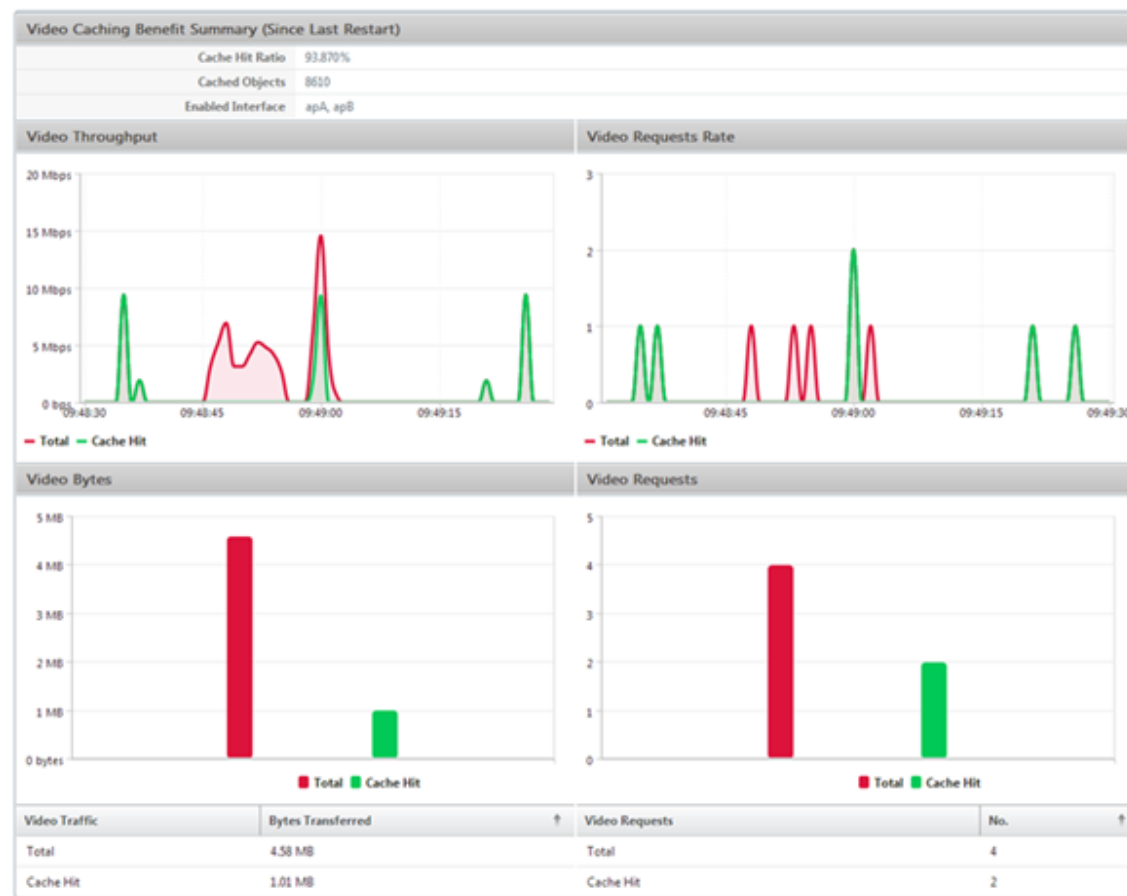 Video Caching Benefit Summary (Since Last Restart)
Cache Hit Ratio 93.870%
Cached Objects 8610
Enabled Interface apA, apB
Video Throughput
20 Mbps
15 Mbps
10 Mbps
5 Mbps
0 bps
09:48:30 09:48:45 09:49:00 09:49:15
Total Cache Hit
Video Requests Rate
3
2
1
0
09:48:45 09:49:00 09:49:15 09:49:30
Total Cache Hit
Video Bytes
5 MB
4 MB
3 MB
2 MB
1 MB
0 bytes
Total Cache Hit
Video Requests
5
4
3
2
1
0
Total Cache Hit
Video Traffic Bytes Transferred ↑
Total 4.58 MB
Cache Hit 1.01 MB
Video Requests No. ↑
Total 4
Cache Hit 2